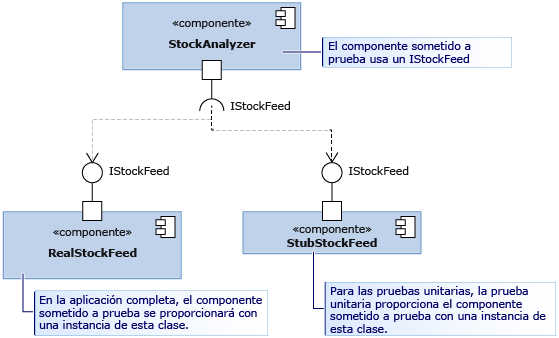 «componente»
StockAnalyzer
El componente sometido a
prueba usa un IStockFeed
IStockFeed
IStockFeed
IStockFeed
«componente»
RealStockFeed
«componente»
StubStockFeed
En la aplicación completa, el componente
sometido a prueba se proporcionará con
una instancia de esta clase.
Para las pruebas unitarias, la prueba
unitaria proporciona el componente
sometido a prueba con una instancia de
esta clase.